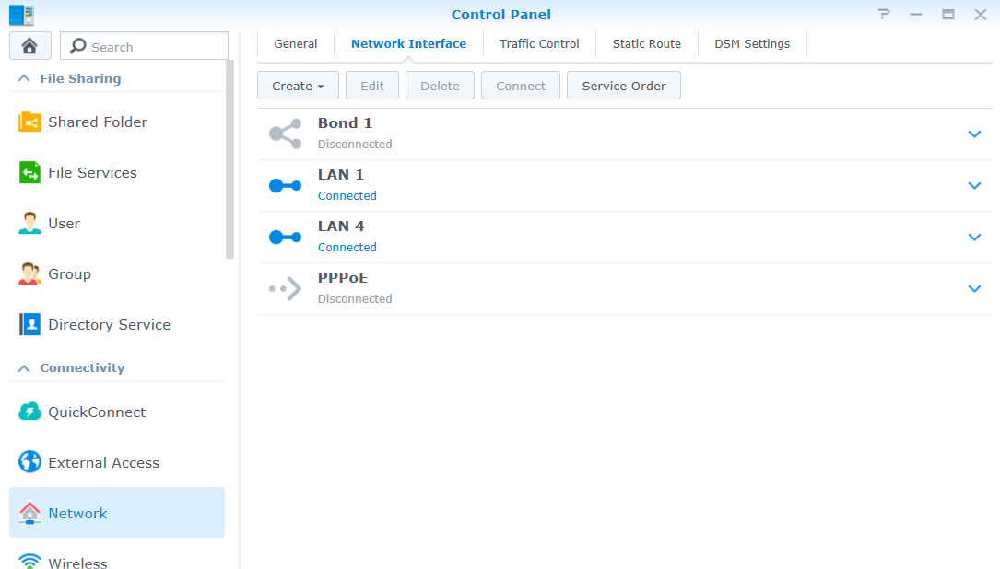 Control Panel
Search
File Sharing
Shared Folder
File Services
User
Group
Directory Service
Connectivity
QuickConnect
External Access
Network
Wireless
General Network Interface Traffic Control Static Route DSM Settings
Create Edit Delete Connect Service Order
Bond 1
Disconnected
LAN 1
Connected
LAN 4
Connected
PPPoE
Disconnected